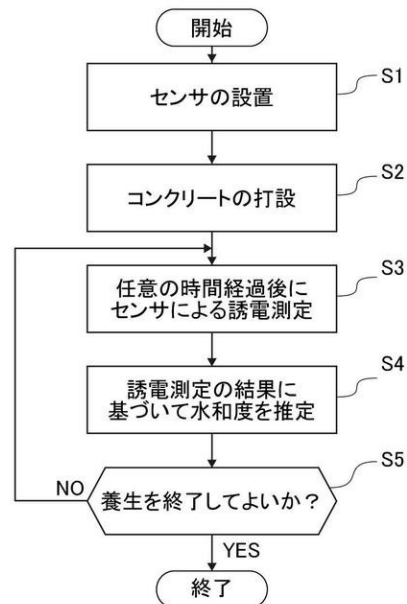 開始
センサの設置
S1
コンクリートの打設
S2
任意の時間経過後に
センサによる誘電測定
S3
誘電測定の結果に
基づいて水和度を推定
S4
養生を終了してよいか？
S5
NO
YES
終了